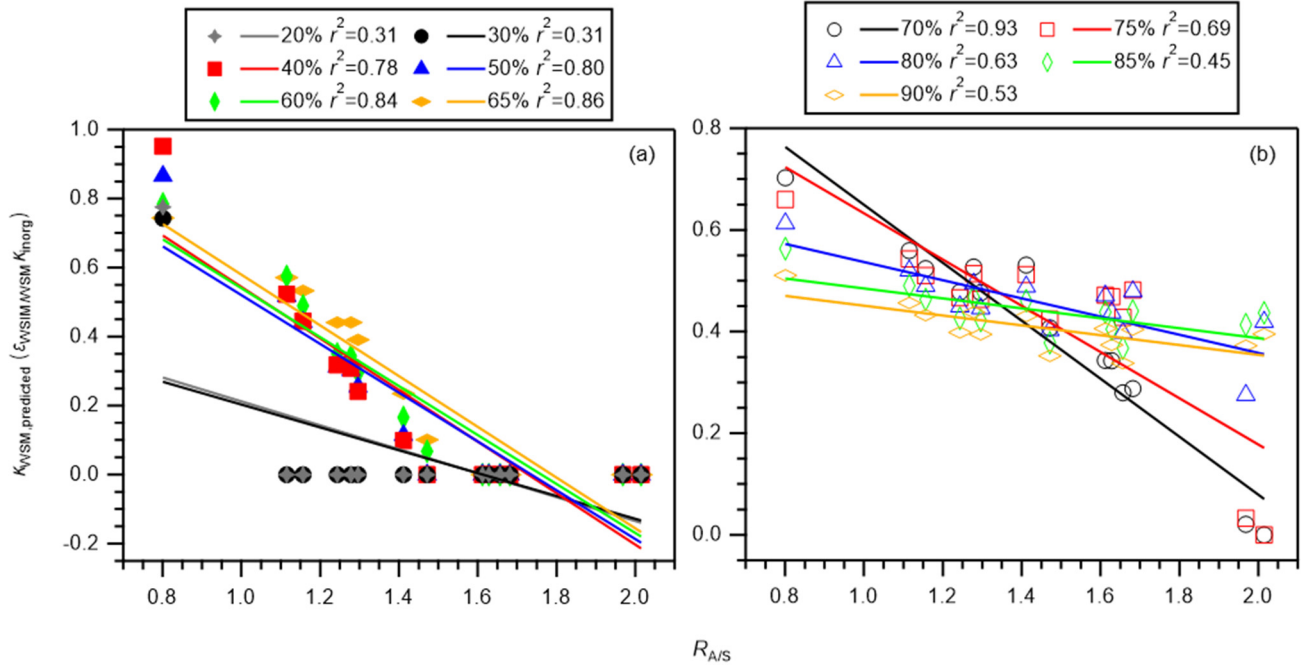 20% r²=0.31 30% r²=0.31
40% r²=0.78 50% r²=0.80
60% r²=0.84 65% r²=0.86
70% r²=0.93 75% r²=0.69
80% r²=0.63 85% r²=0.45
90% r²=0.53
κWSM,predicted (εWSIM/WSM κinorg)
(a)
1.0
0.8
0.6
0.4
0.2
0.0
-0.2
0.8 1.0 1.2 1.4 1.6 1.8 2.0
(b)
0.8
0.6
0.4
0.2
0.0
0.8 1.0 1.2 1.4 1.6 1.8 2.0
RA/S